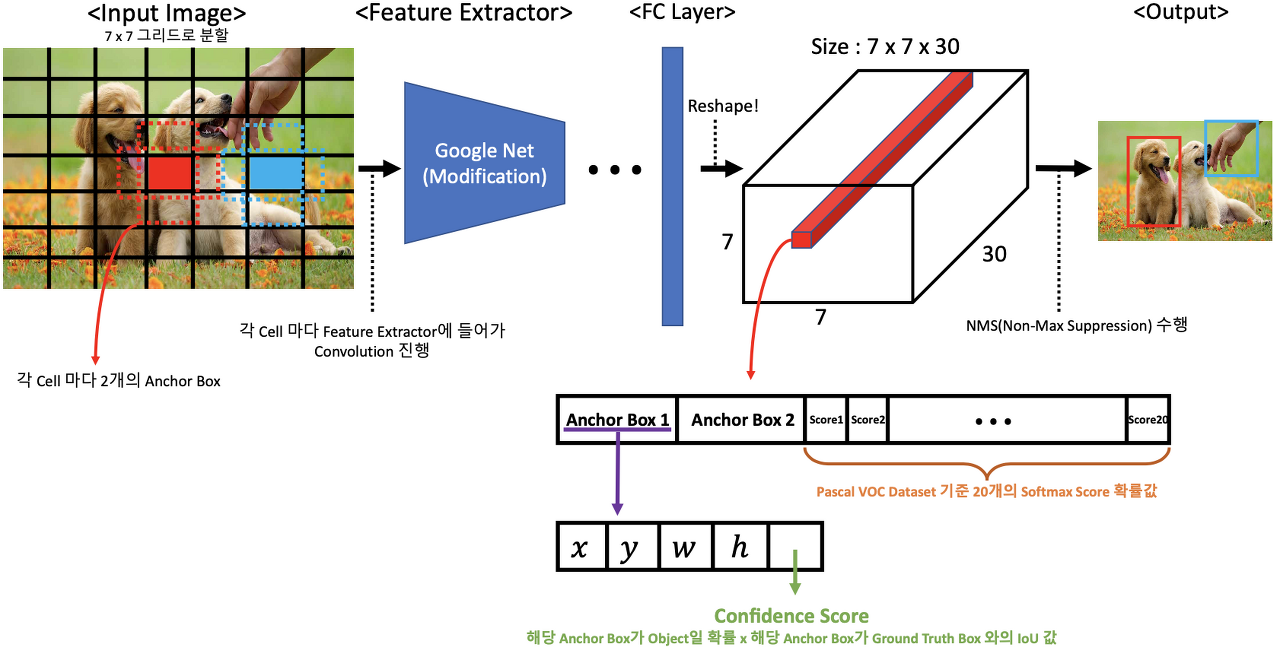 <Input Image>
7 x 7 그리드로 분할
<Feature Extractor>
<FC Layer>
<Output>
Size : 7 x 7 x 30
Reshape!
Google Net
(Modification)
7
30
7
각 Cell 마다 Feature Extractor에 들어가
Convolution 진행
NMS(Non-Max Suppression) 수행
각 Cell 마다 2개의 Anchor Box
Anchor Box 1
Anchor Box 2
Score1
Score2
Score20
Pascal VOC Dataset 기준 20개의 Softmax Score 확률값
x
y
w
h
Confidence Score
해당 Anchor Box가 Object일 확률 x 해당 Anchor Box가 Ground Truth Box 와의 IoU 값